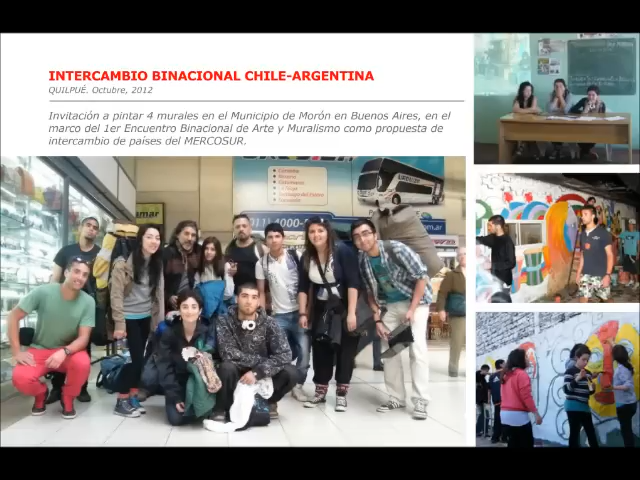 INTERCAMBIO BINACIONAL CHILE-ARGENTINA
QUILPUÈ. Octubre, 2012
Invitación a pintar 4 murales en el Municipio de Morón en Buenos Aires, en el
marco del 1er Encuentro Binacional de Arte y Muralismo como propuesta de
intercambio de países del MERCOSUR.